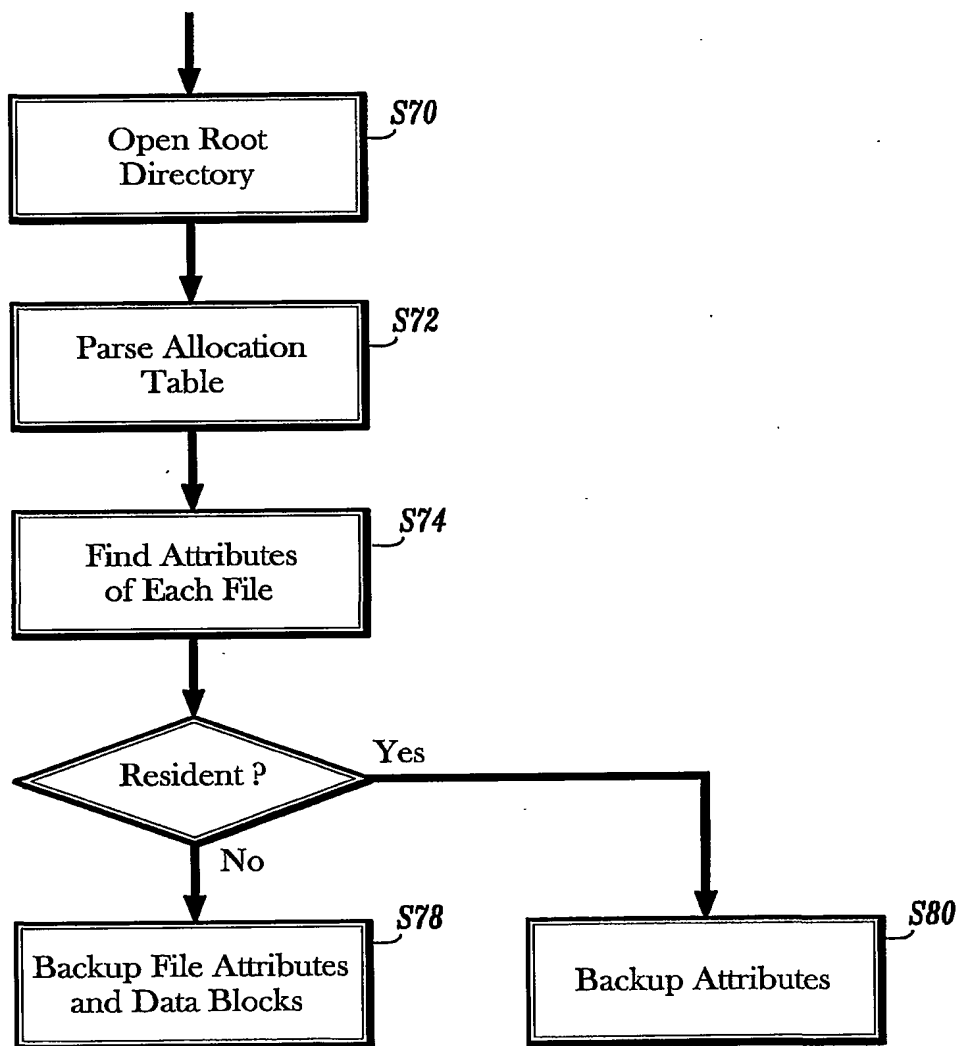 S70
Open Root
Directory
S72
Parse Allocation
Table
S74
Find Attributes
of Each File
Resident ?
Yes
No
S78
Backup File Attributes
and Data Blocks
S80
Backup Attributes